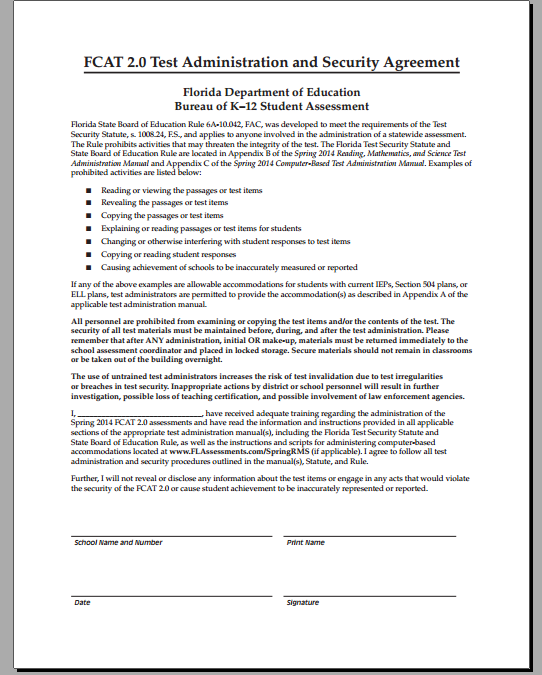 FCAT 2.0 Test Administration and Security Agreement
Florida Department of Education
Bureau of K–12 Student Assessment
Florida State Board of Education Rule 6A-10.042, FAC, was developed to meet the requirements of the Test
Security Statute, s. 1008.24, F.S., and applies to anyone involved in the administration of a statewide assessment.
The Rule prohibits activities that may threaten the integrity of the test. The Florida Test Security Statute and
State Board of Education Rule are located in Appendix B of the Spring 2014 Reading, Mathematics, and Science Test
Administration Manual and Appendix C of the Spring 2014 Computer-Based Test Administration Manual. Examples of
prohibited activities are listed below:
■ Reading or viewing the passages or test items
■ Revealing the passages or test items
■ Copying the passages or test items
■ Explaining or reading passages or test items for students
■ Changing or otherwise interfering with student responses to test items
■ Copying or reading student responses
■ Causing achievement of schools to be inaccurately measured or reported
If any of the above examples are allowable accommodations for students with current IEPs, Section 504 plans, or
ELL plans, test administrators are permitted to provide the accommodation(s) as described in Appendix A of the
applicable test administration manual.
All personnel are prohibited from examining or copying the test items and/or the contents of the test. The
security of all test materials must be maintained before, during, and after the test administration. Please
remember that after ANY administration, initial OR make-up, materials must be returned immediately to the
school assessment coordinator and placed in locked storage. Secure materials should not remain in classrooms
or be taken out of the building overnight.
The use of untrained test administrators increases the risk of test invalidation due to test irregularities
or breaches in test security. Inappropriate actions by district or school personnel will result in further
investigation, possible loss of teaching certification, and possible involvement of law enforcement agencies.
I, ____________________________, have received adequate training regarding the administration of the
Spring 2014 FCAT 2.0 assessments and have read the information and instructions provided in all applicable
sections of the appropriate test administration manual(s), including the Florida Test Security Statute and
State Board of Education Rule, as well as the instructions and scripts for administering computer-based
accommodations located at www.FLAssessments.com/SpringRMS (if applicable). I agree to follow all test
administration and security procedures outlined in the manual(s), Statute, and Rule.
Further, I will not reveal or disclose any information about the test items or engage in any acts that would violate
the security of the FCAT 2.0 or cause student achievement to be inaccurately represented or reported.
School Name and Number Print Name
Date Signature